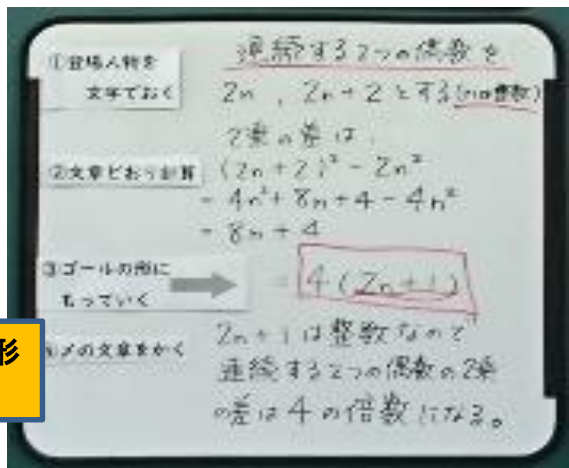 ①登場人物を
文字でおく
連続する2つの偶数を
2n , 2n+2 とする(nは整数)
2乗の差は、
②文章どおり計算
(2n+2)² - 2n²
= 4n²+8n+4-4n²
= 8n+4
③ゴールの形に
もっていく
= 4(2n+1)
形
④〆の文章をかく
2n+1は整数なので
連続する2つの偶数の2乗
の差は4の倍数になる。